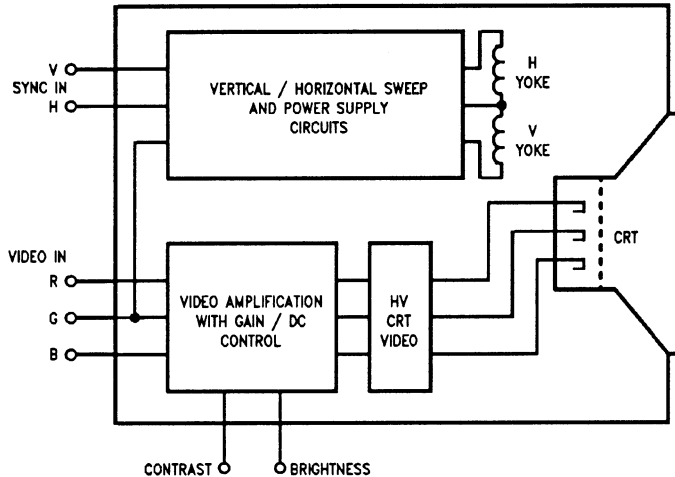 V
SYNC IN
H
VERTICAL / HORIZONTAL SWEEP
AND POWER SUPPLY
CIRCUITS
H
YOKE
V
YOKE
CRT
VIDEO IN
R
G
B
VIDEO AMPLIFICATION
WITH GAIN / DC
CONTROL
HV
CRT
VIDEO
CONTRAST
BRIGHTNESS